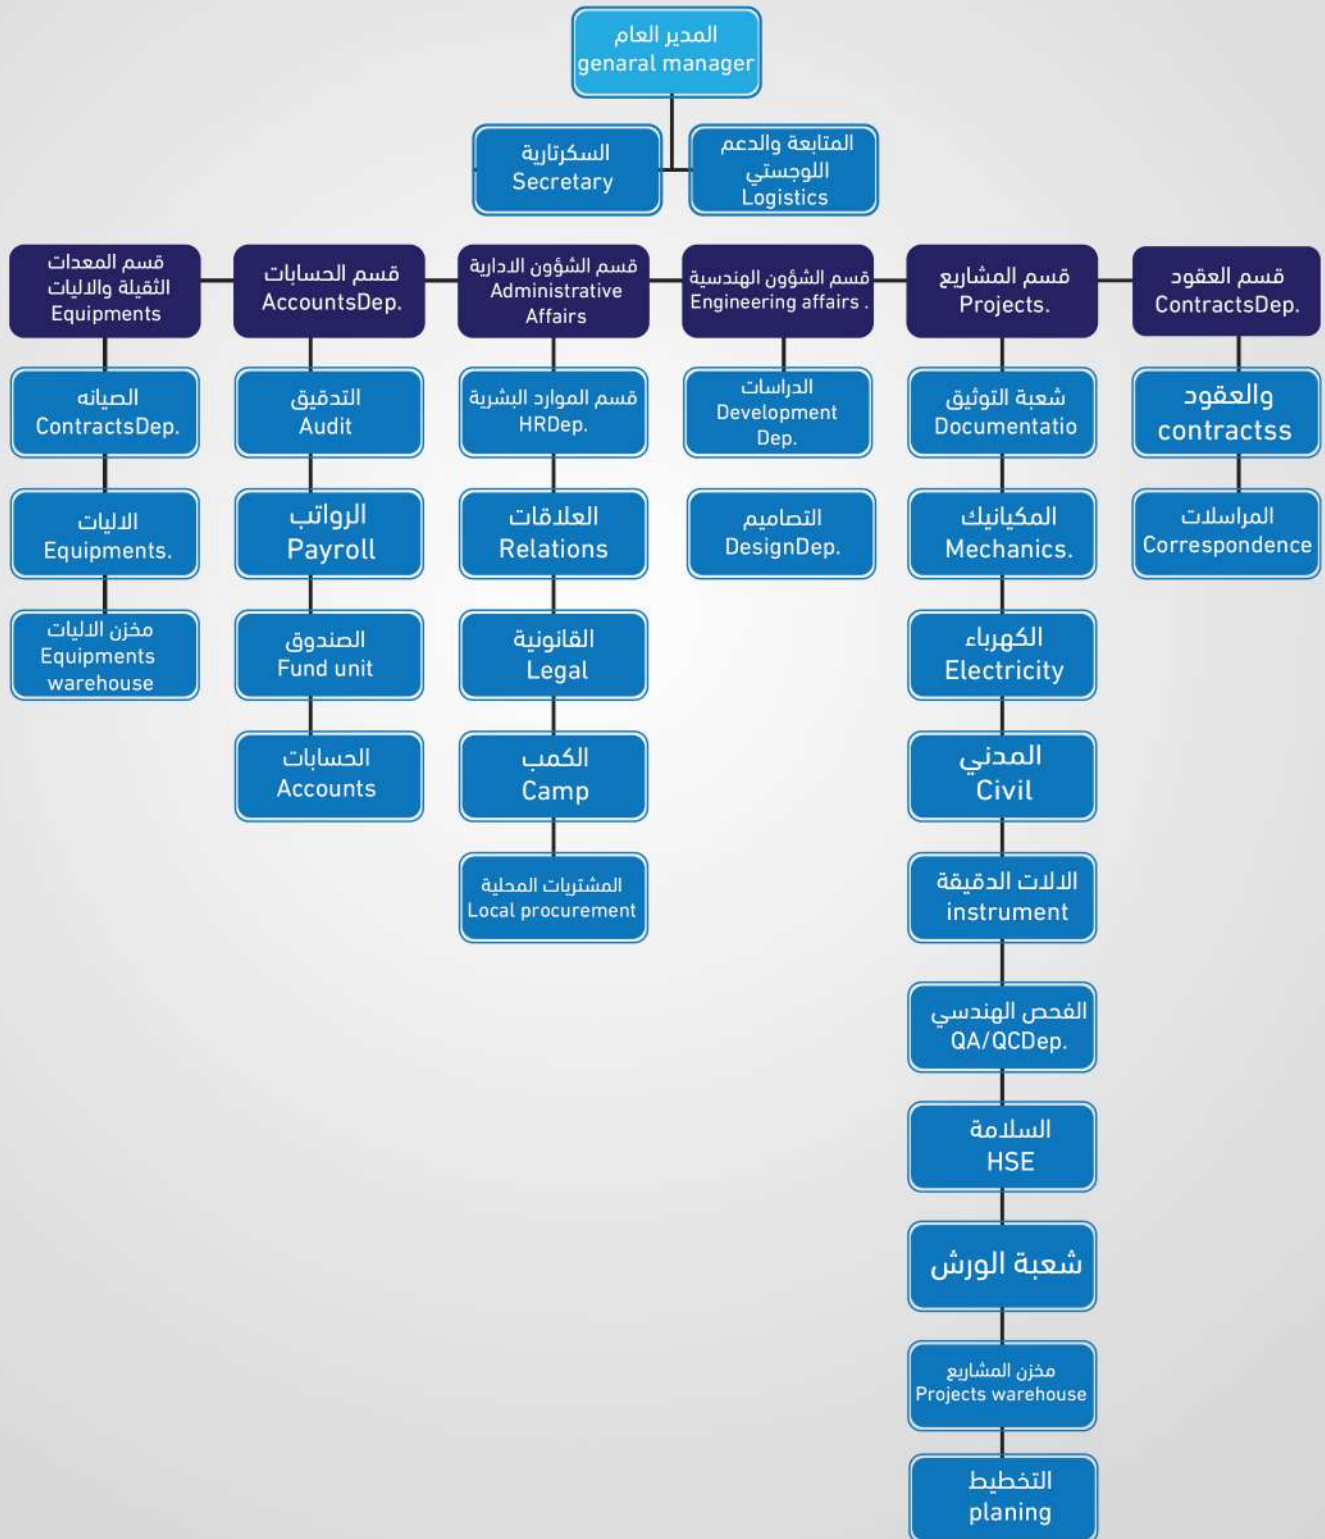 المدير العام
genaral manager
السكرتارية
Secretary
المتابعة والدعم
اللوجستي
Logistics
قسم المعدات
الثقيلة والاليات
Equipments
قسم الحسابات
AccountsDep.
قسم الشؤون الادارية
Administrative
Affairs
قسم الشؤون الهندسية
Engineering affairs .
قسم المشاريع
Projects.
قسم العقود
ContractsDep.
الصيانه
ContractsDep.
التدقيق
Audit
قسم الموارد البشرية
HRDep.
الدراسات
Development
Dep.
شعبة التوثيق
Documentatio
والعقود
contractss
الاليات
Equipments.
الرواتب
Payroll
العلاقات
Relations
التصاميم
DesignDep.
المكيانيك
Mechanics.
المراسلات
Correspondence
مخزن الاليات
Equipments
warehouse
الصندوق
Fund unit
القانونية
Legal
الكهرباء
Electricity
الحسابات
Accounts
الكمب
Camp
المدني
Civil
المشتريات المحلية
Local procurement
الالات الدقيقة
instrument
الفحص الهندسي
QA/QCDep.
السلامة
HSE
شعبة الورش
مخزن المشاريع
Projects warehouse
التخطيط
planing